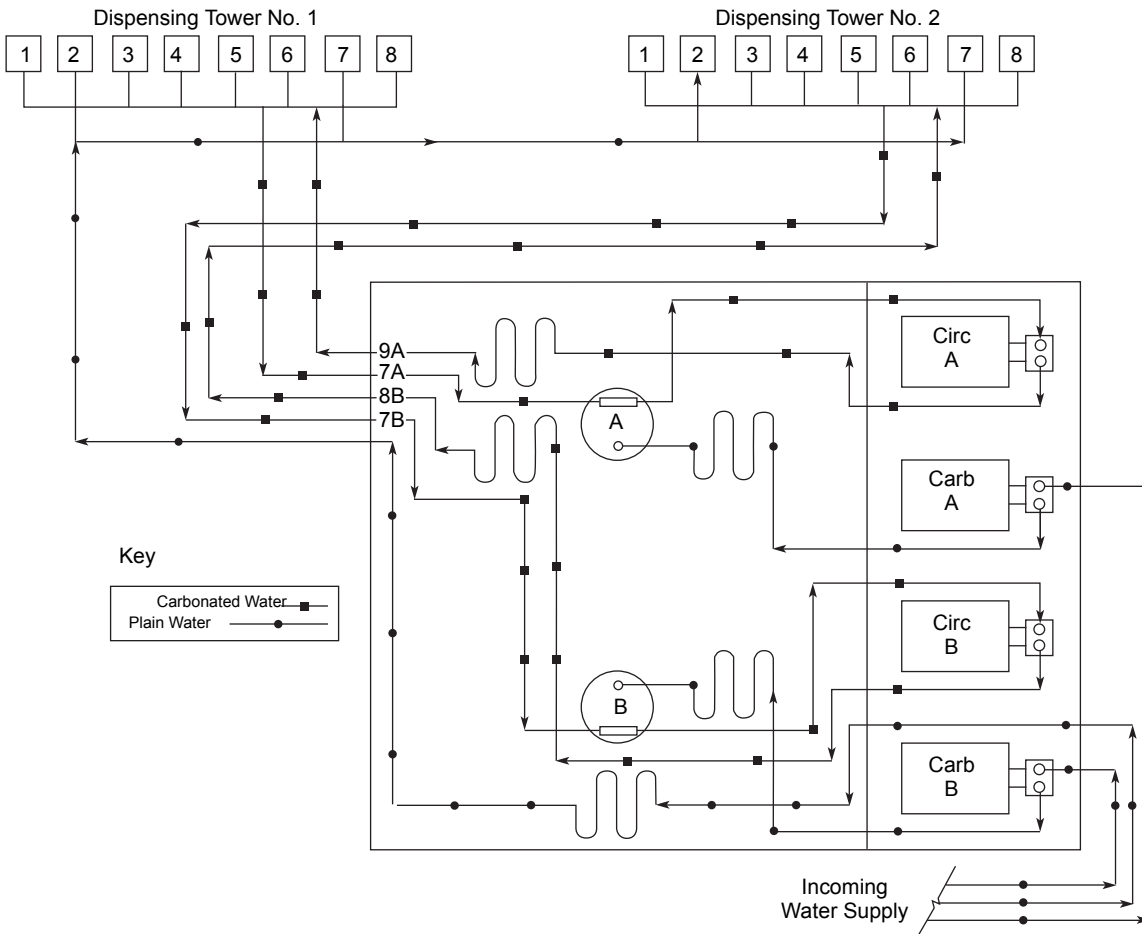 Dispensing Tower No. 1
Dispensing Tower No. 2
1 2 3 4 5 6 7 8
1 2 3 4 5 6 7 8
9A
7A
8B
7B
A
Circ
A
Carb
A
Key
Carbonated Water
Plain Water
Circ
B
B
Carb
B
Incoming
Water Supply